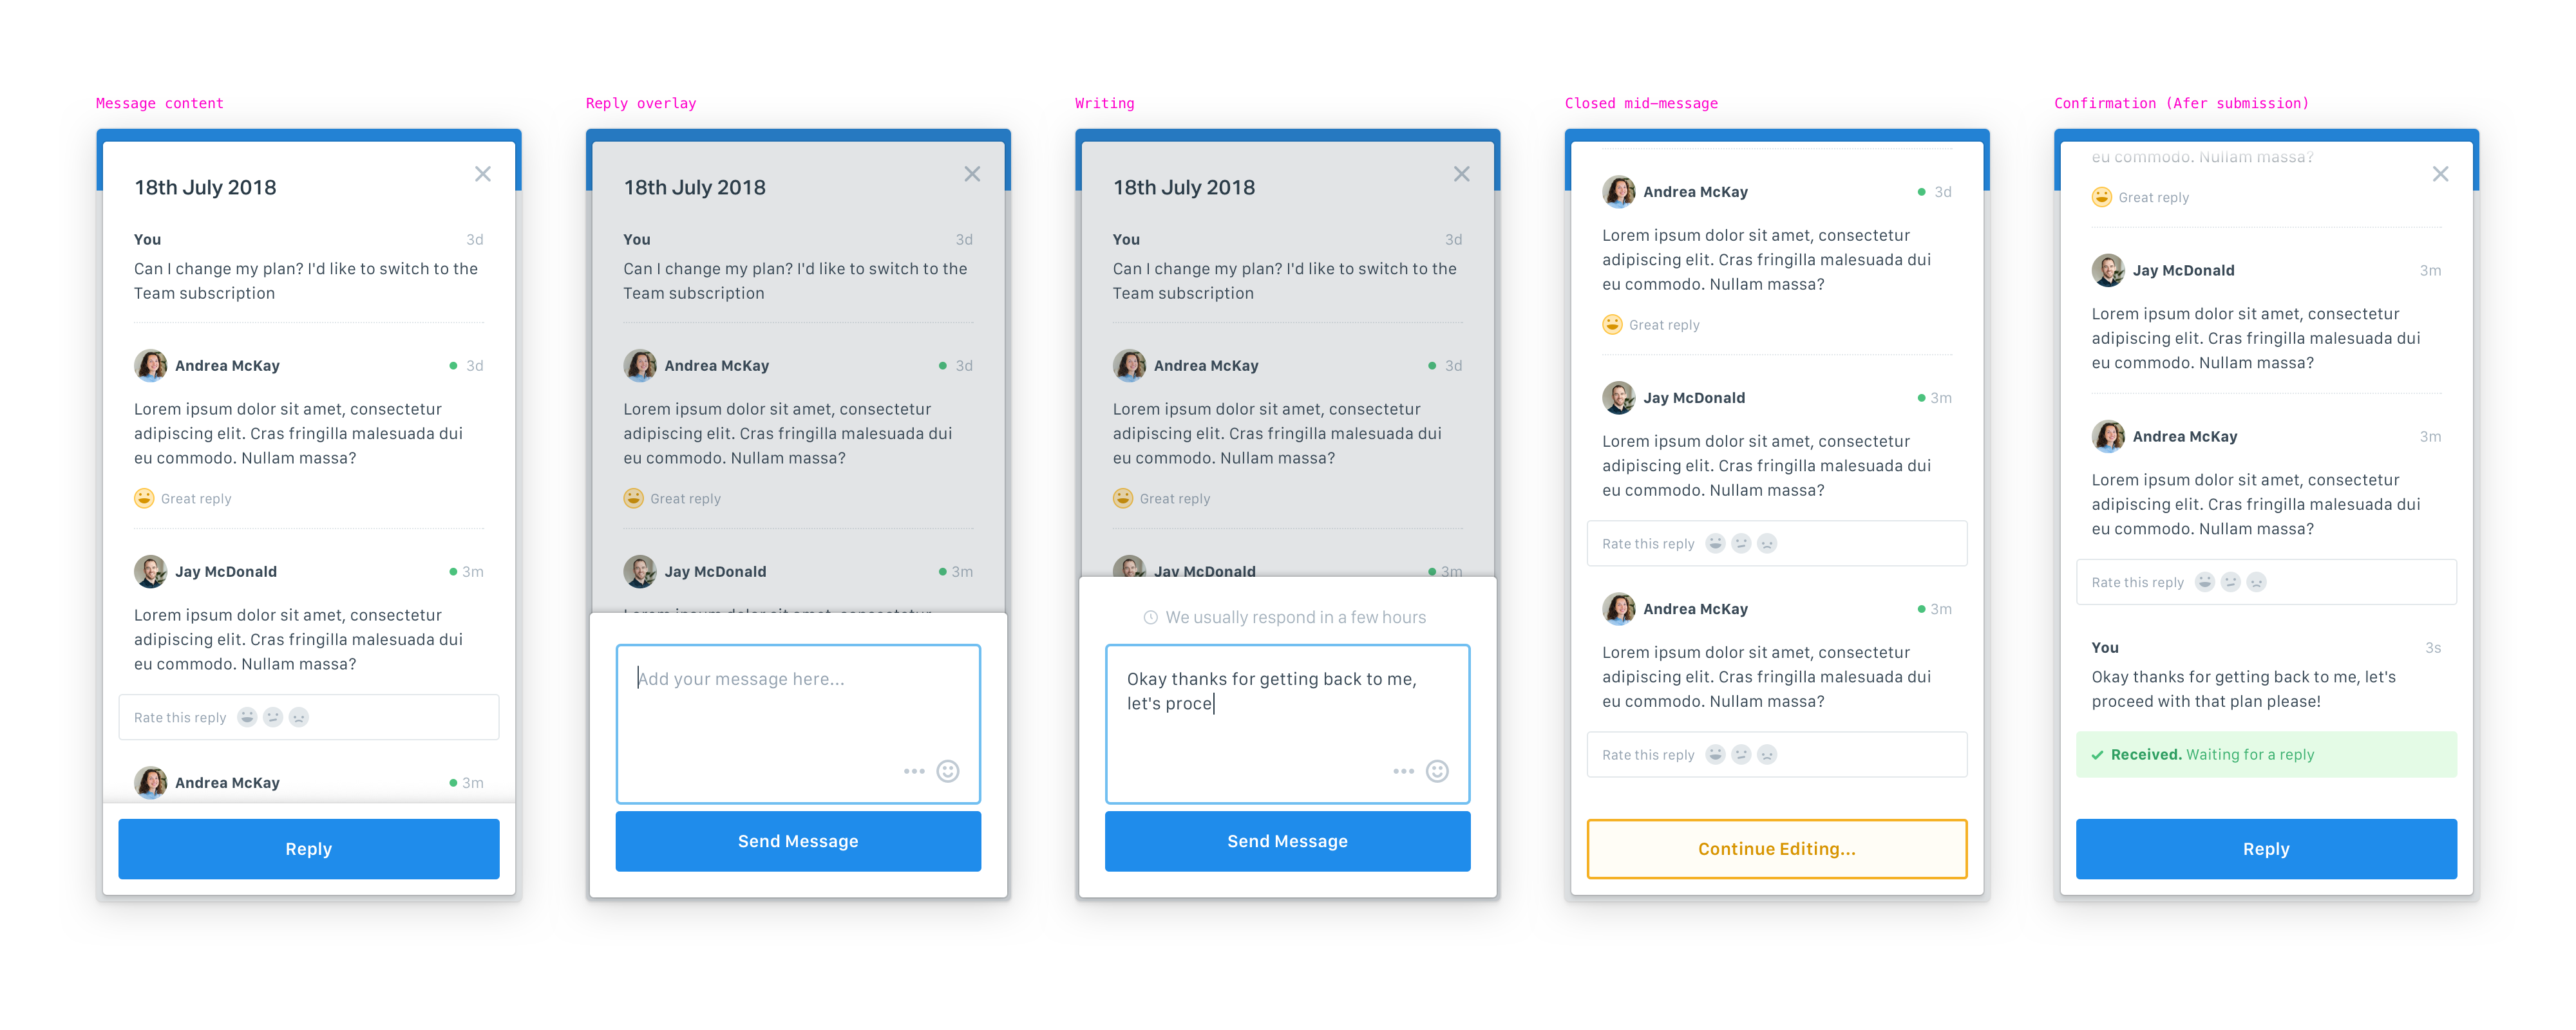 Message content
18th July 2018
You 3d
Can I change my plan? I'd like to switch to the
Team subscription
Andrea McKay 3d
Lorem ipsum dolor sit amet, consectetur
adipiscing elit. Cras fringilla malesuada dui
eu commodo. Nullam massa?
Great reply
Jay McDonald 3m
Lorem ipsum dolor sit amet, consectetur
adipiscing elit. Cras fringilla malesuada dui
eu commodo. Nullam massa?
Rate this reply
Andrea McKay 3m
Reply
Reply overlay
18th July 2018
You 3d
Can I change my plan? I'd like to switch to the
Team subscription
Andrea McKay 3d
Lorem ipsum dolor sit amet, consectetur
adipiscing elit. Cras fringilla malesuada dui
eu commodo. Nullam massa?
Great reply
Jay McDonald 3m
Lorem ipsum dolor sit amet, consectetur
Add your message here...
Send Message
Writing
18th July 2018
You 3d
Can I change my plan? I'd like to switch to the
Team subscription
Andrea McKay 3d
Lorem ipsum dolor sit amet, consectetur
adipiscing elit. Cras fringilla malesuada dui
eu commodo. Nullam massa?
Great reply
Jay McDonald 3m
We usually respond in a few hours
Okay thanks for getting back to me,
let's proce
Send Message
Closed mid-message
Andrea McKay 3d
Lorem ipsum dolor sit amet, consectetur
adipiscing elit. Cras fringilla malesuada dui
eu commodo. Nullam massa?
Great reply
Jay McDonald 3m
Lorem ipsum dolor sit amet, consectetur
adipiscing elit. Cras fringilla malesuada dui
eu commodo. Nullam massa?
Rate this reply
Andrea McKay 3m
Lorem ipsum dolor sit amet, consectetur
adipiscing elit. Cras fringilla malesuada dui
eu commodo. Nullam massa?
Rate this reply
Continue Editing...
Confirmation (Afer submission)
eu commodo. Nullam massa?
Great reply
Jay McDonald 3m
Lorem ipsum dolor sit amet, consectetur
adipiscing elit. Cras fringilla malesuada dui
eu commodo. Nullam massa?
Andrea McKay 3m
Lorem ipsum dolor sit amet, consectetur
adipiscing elit. Cras fringilla malesuada dui
eu commodo. Nullam massa?
Rate this reply
You 3s
Okay thanks for getting back to me, let's
proceed with that plan please!
Received. Waiting for a reply
Reply